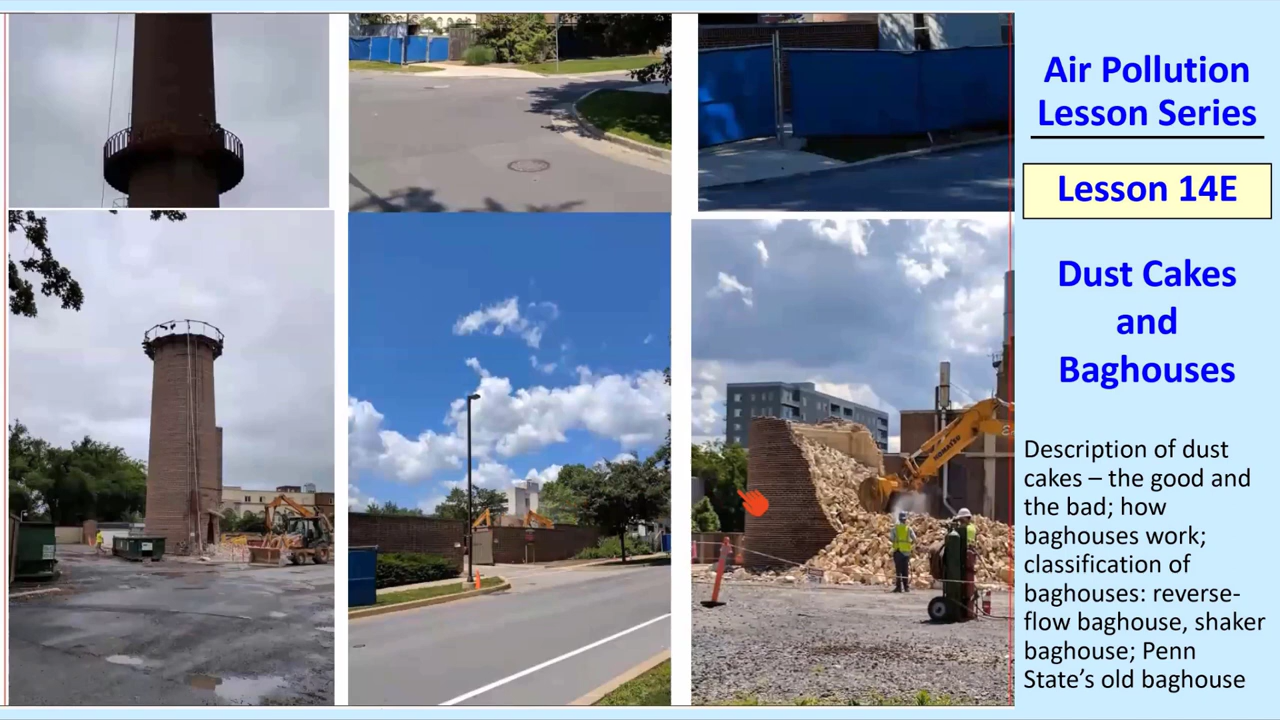 Air Pollution
Lesson Series
Lesson 14E
Dust Cakes
and
Baghouses
Description of dust
cakes – the good and
the bad; how
baghouses work;
classification of
baghouses: reverse-
flow baghouse, shaker
baghouse; Penn
State's old baghouse
KOMATSU